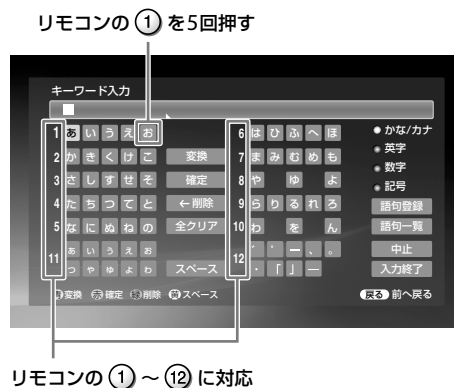 リモコンの①を5回押す
キーワード入力
1 あ い う え お 6 は ひ ふ へ ほ ● かな/カナ
2 か き く け こ 変換 7 ま み む め も ● 英字
3 さ し す せ そ 確定 8 や ゆ よ ● 数字
● 記号
4 た ち つ て と ←削除 9 ら り る れ ろ 語句登録
5 な に ぬ ね の 全クリア 10 わ を ん 語句一覧
11 ぁ ぃ ぅ ぇ ぉ 12 ゛ ゜ ー 、 。 中止
っ ゃ ゅ ょ ゎ スペース ・ 「 」 ― 入力終了
青変換 赤確定 緑削除 黄スペース 戻る 前へ戻る
リモコンの①～⑫に対応